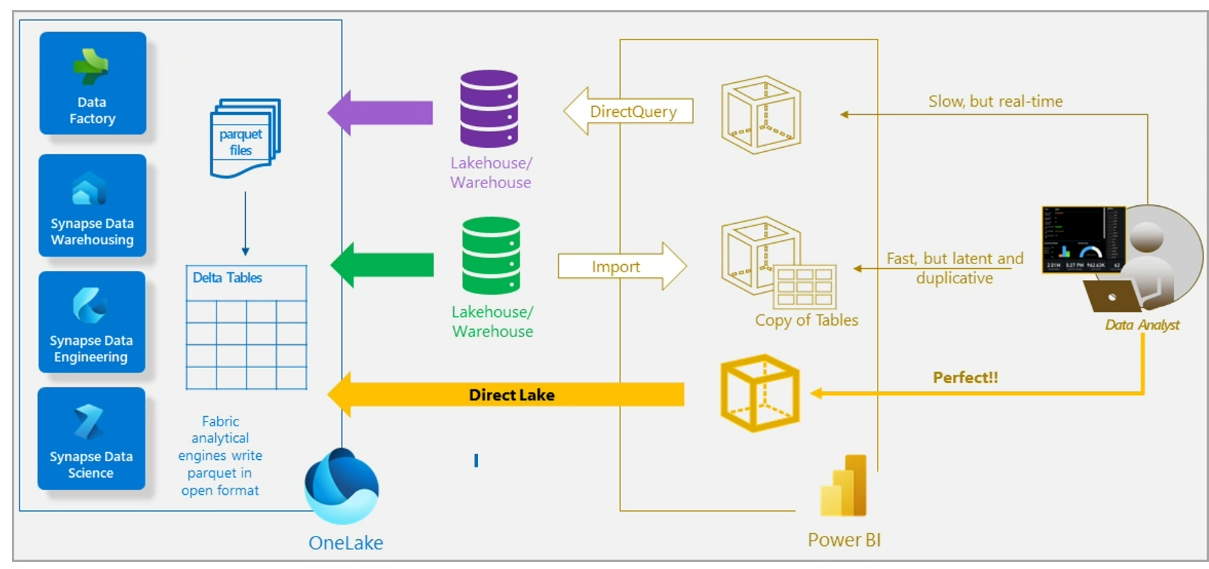 Data
Factory
Synapse Data
Warehousing
Synapse Data
Engineering
Synapse Data
Science
parquet
files
Delta Tables
Fabric
analytical
engines write
parquet in
open format
OneLake
Lakehouse/
Warehouse
Lakehouse/
Warehouse
DirectQuery
Import
Direct Lake
Copy of Tables
Power BI
Slow, but real-time
Fast, but latent and
duplicative
Perfect!!
Data Analyst